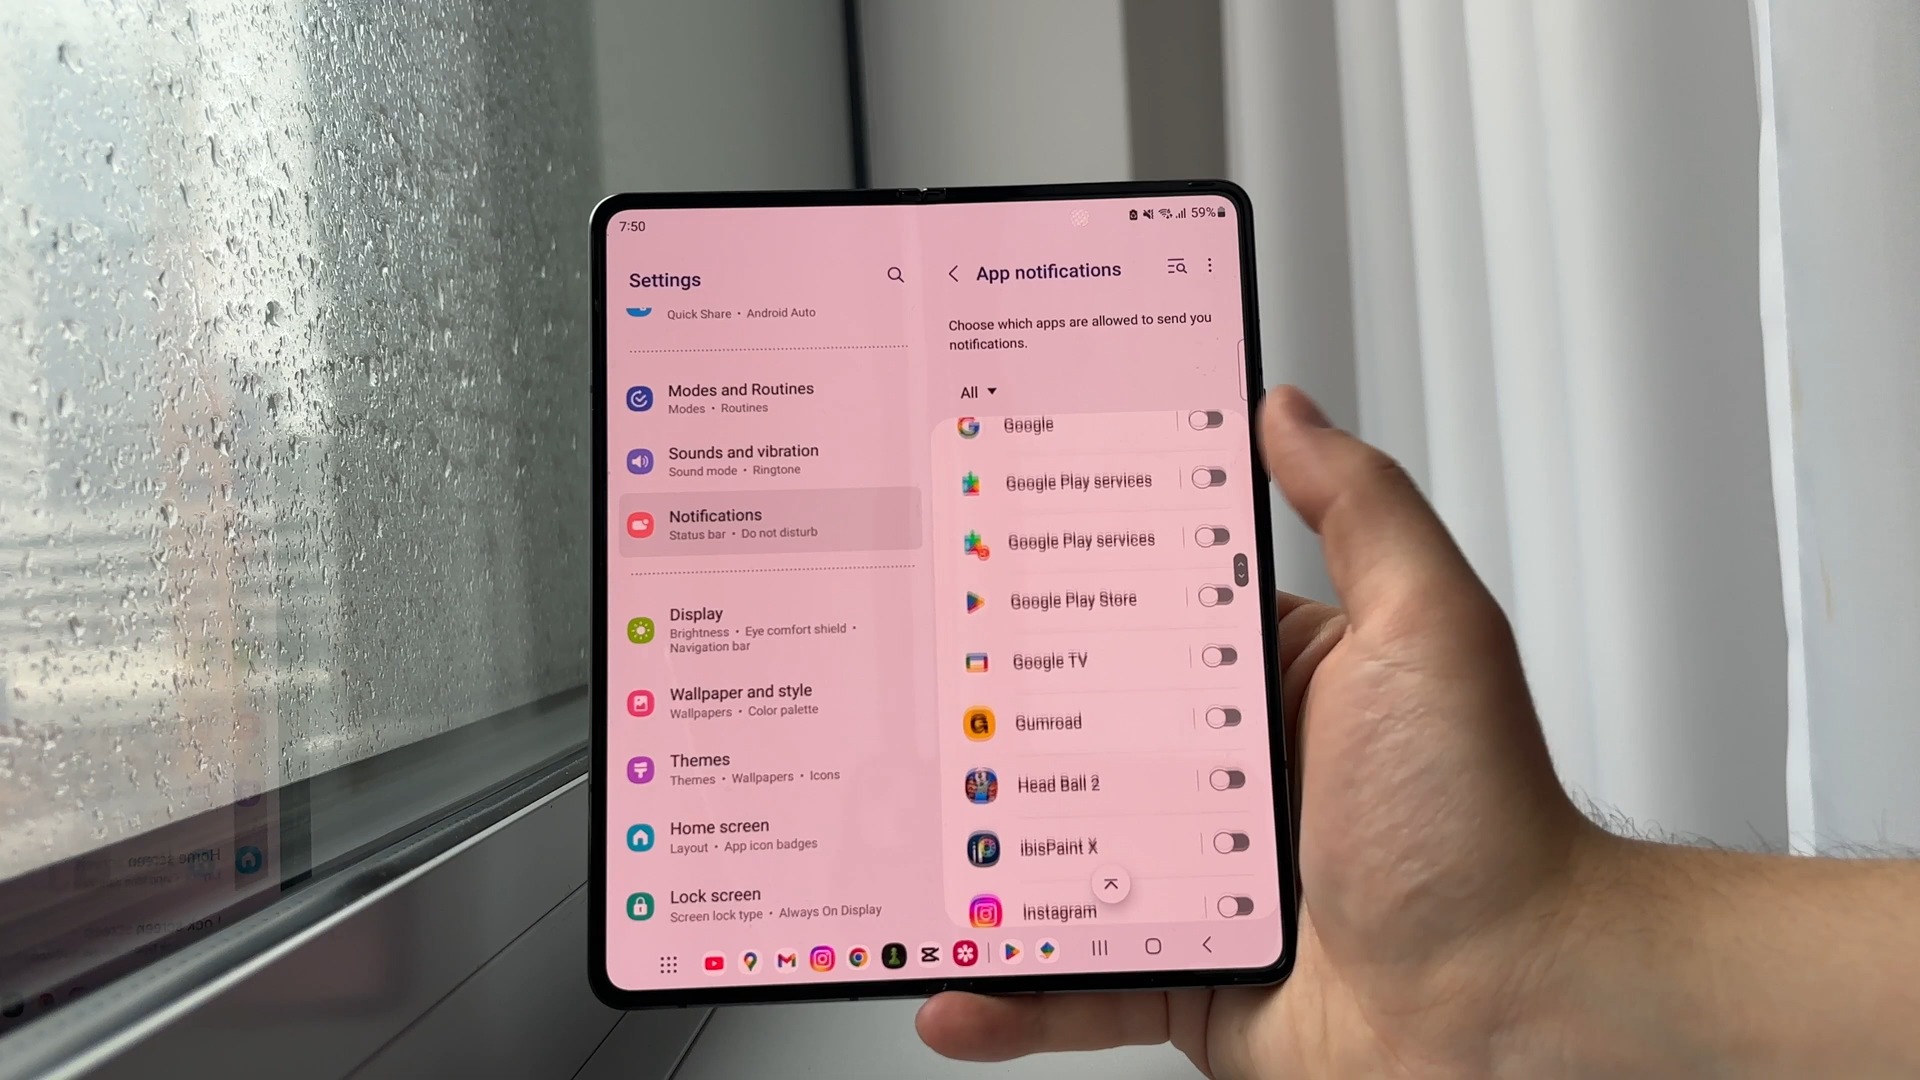 7:50
59%
Settings
Quick Share • Android Auto
Modes and Routines
Modes • Routines
Sounds and vibration
Sound mode • Ringtone
Notifications
Status bar • Do not disturb
Display
Brightness • Eye comfort shield •
Navigation bar
Wallpaper and style
Wallpapers • Color palette
Themes
Themes • Wallpapers • Icons
Home screen
Layout • App icon badges
Lock screen
Screen lock type • Always On Display
App notifications
Choose which apps are allowed to send you
notifications.
All
Google
Google Play services
Google Play services
Google Play Store
Google TV
Gumroad
Head Ball 2
ibisPaint X
Instagram